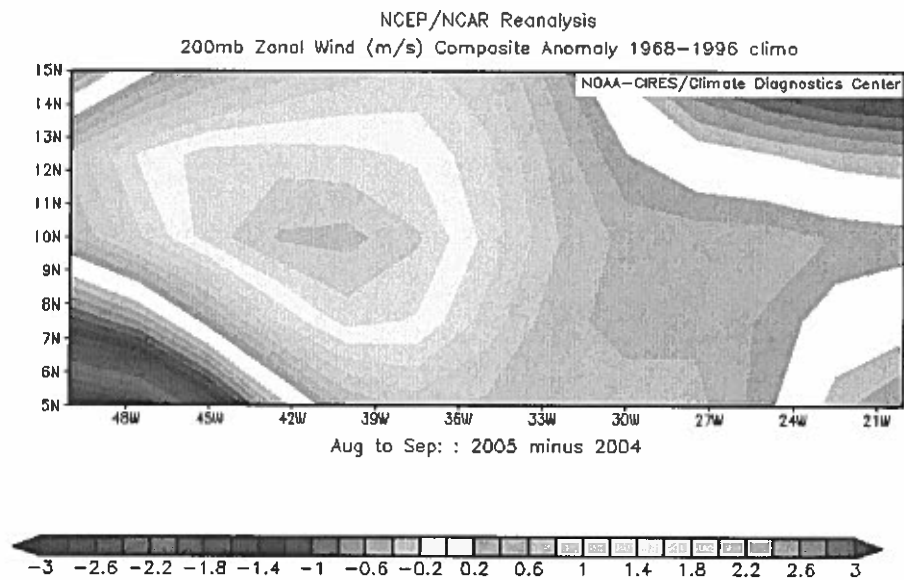 NCEP/NCAR Reanalysis
200mb Zonal Wind (m/s) Composite Anomaly 1968–1996 climo
NOAA–CIRES/Climate Diagnostics Center
15N
14N
13N
12N
11N
10N
9N
8N
7N
6N
5N
48W 45W 42W 39W 36W 33W 30W 27W 24W 21W
Aug to Sep: : 2005 minus 2004
−3 −2.6 −2.2 −1.8 −1.4 −1 −0.6 −0.2 0.2 0.6 1 1.4 1.8 2.2 2.6 3